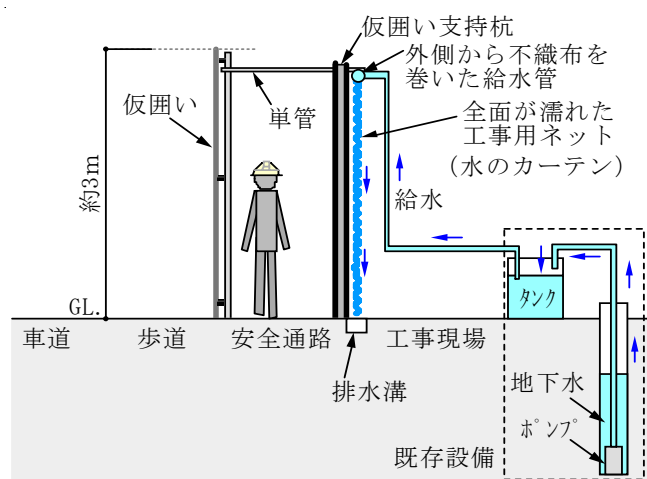 仮囲い支持杭
外側から不織布を
巻いた給水管
仮囲い
単管
全面が濡れた
工事用ネット
(水のカーテン)
約3m
給水
タンク
GL.
車道
歩道
安全通路
工事現場
排水溝
地下水
ポンプ
既存設備